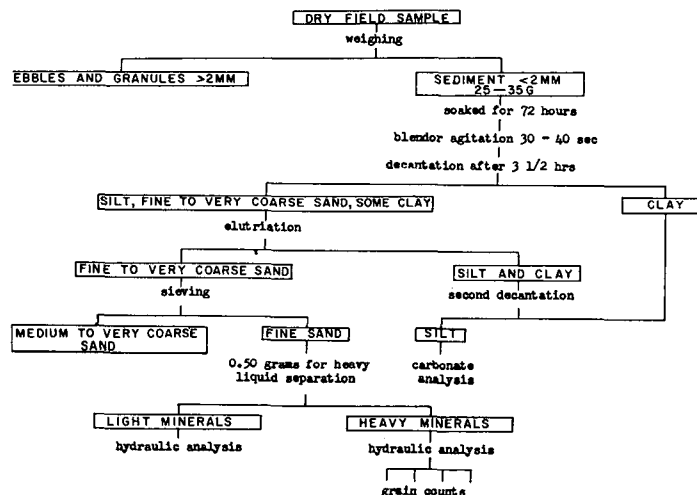 DRY FIELD SAMPLE
weighing
EBBLES AND GRANULES >2MM
SEDIMENT <2MM
25—35G
soaked for 72 hours
blendor agitation 30 - 40 sec
decantation after 3 1/2 hrs
SILT, FINE TO VERY COARSE SAND, SOME CLAY
CLAY
elutriation
FINE TO VERY COARSE SAND
SILT AND CLAY
sieving
second decantation
MEDIUM TO VERY COARSE
SAND
FINE SAND
SILT
0.50 grams for heavy
liquid separation
carbonate
analysis
LIGHT MINERALS
HEAVY MINERALS
hydraulic analysis
hydraulic analysis
grain counts